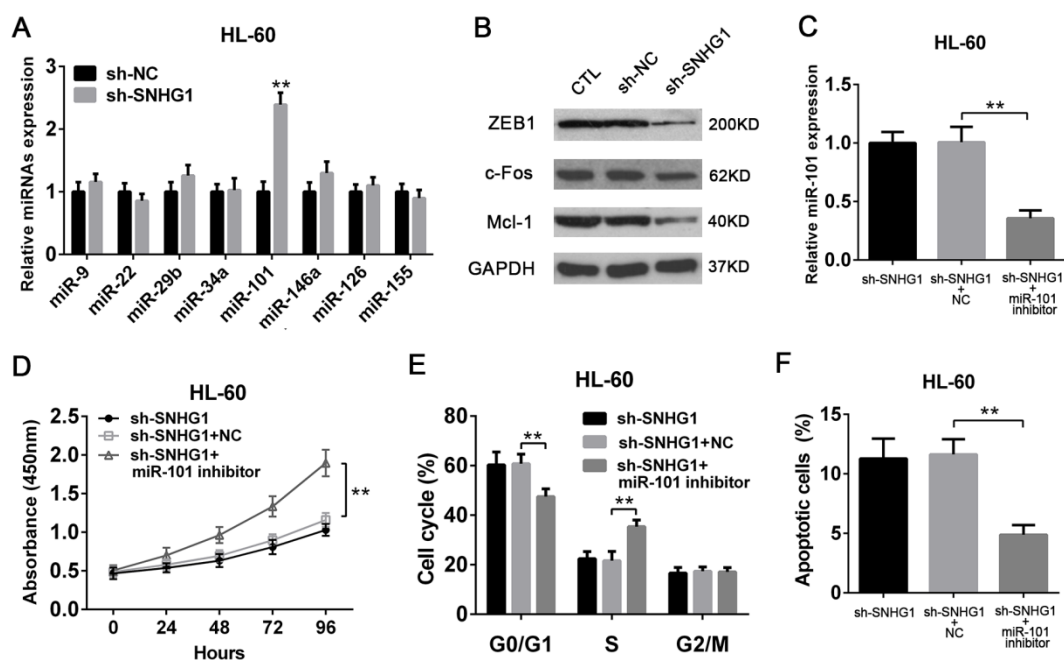 A
HL-60
sh-NC
sh-SNHG1
**
Relative miRNAs expression
3
2
1
0
miR-9
miR-22
miR-29b
miR-34a
miR-101
miR-146a
miR-126
miR-155
B
CTL
sh-NC
sh-SNHG1
ZEB1
200KD
c-Fos
62KD
Mcl-1
40KD
GAPDH
37KD
C
HL-60
**
Relative miR-101 expression
1.5
1.0
0.5
0.0
sh-SNHG1
sh-SNHG1
+
NC
sh-SNHG1
+
miR-101
inhibitor
D
HL-60
sh-SNHG1
sh-SNHG1+NC
sh-SNHG1+
miR-101 inhibitor
**
Absorbance (450nm)
2.5
2.0
1.5
1.0
0.5
0.0
0
24
48
72
96
Hours
E
HL-60
sh-SNHG1
sh-SNHG1+NC
sh-SNHG1+
miR-101 inhibitor
**
**
Cell cycle (%)
80
60
40
20
0
G0/G1
S
G2/M
F
HL-60
**
Apoptotic cells (%)
15
10
5
0
sh-SNHG1
sh-SNHG1
+
NC
sh-SNHG1
+
miR-101
inhibitor